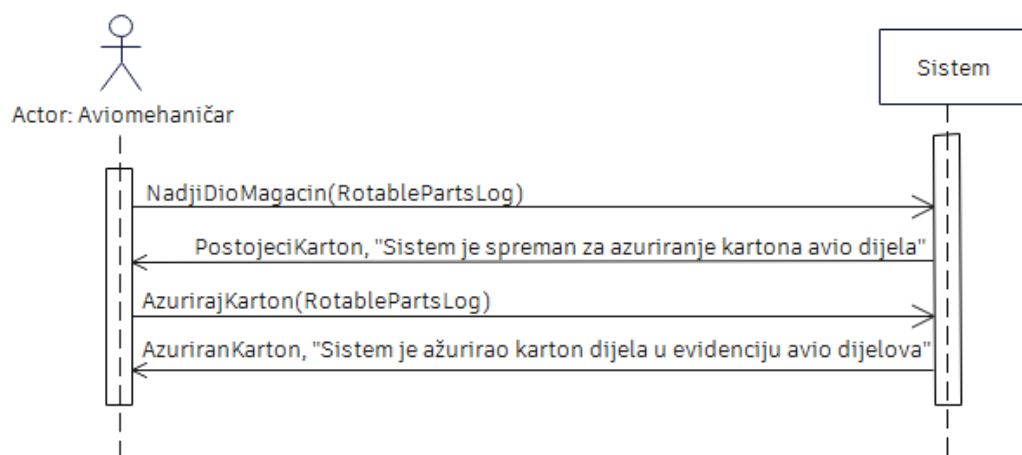 Sistem
Actor: Aviomehaničar
NadjiDioMagacin(RotablePartsLog)
PostojeciKarton, "Sistem je spreman za azuriranje kartona avio dijela"
AzurirajKarton(RotablePartsLog)
AzuriranKarton, "Sistem je ažurirao karton dijela u evidenciju avio dijelova"